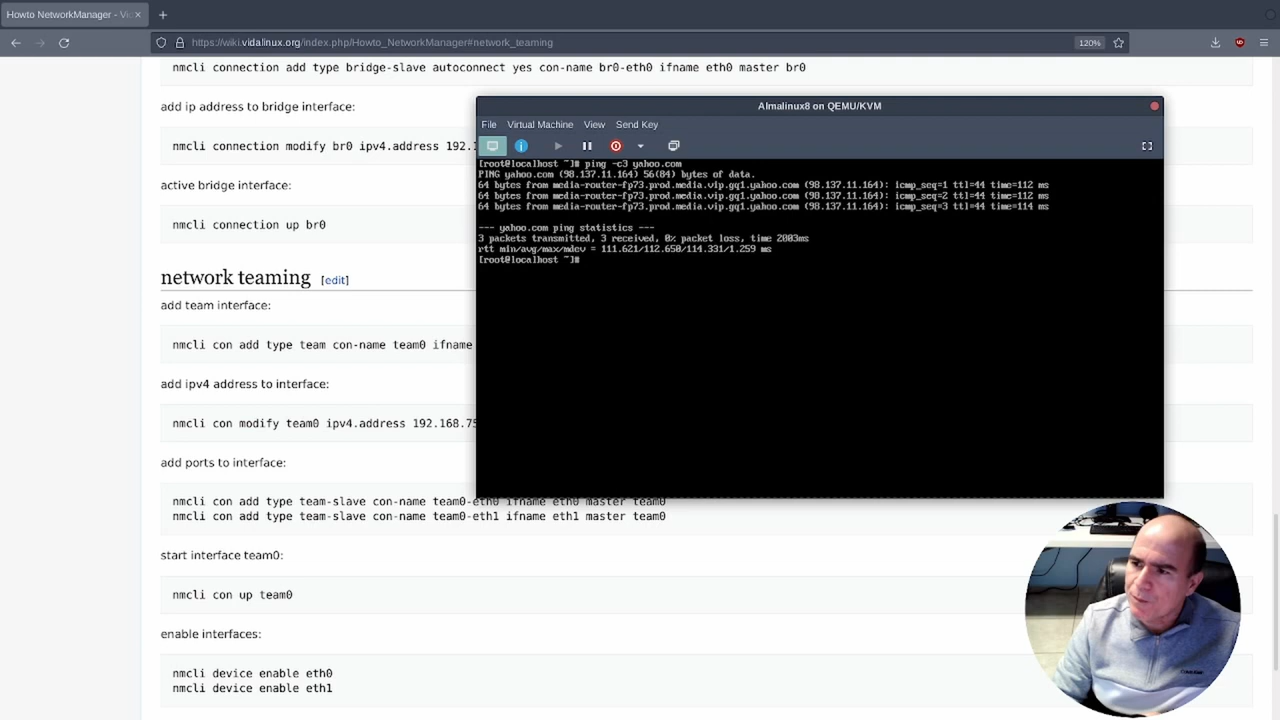 Howto NetworkManager - Vi
https://wiki.vidalinux.org/index.php/Howto_NetworkManager#network_teaming
120%
nmcli connection add type bridge-slave autoconnect yes con-name br0-eth0 ifname eth0 master br0
add ip address to bridge interface:
nmcli connection modify br0 ipv4.address 192.1
active bridge interface:
nmcli connection up br0
network teaming [edit]
add team interface:
nmcli con add type team con-name team0 ifname
add ipv4 address to interface:
nmcli con modify team0 ipv4.address 192.168.75
add ports to interface:
nmcli con add type team-slave con-name team0-eth0 ifname eth0 master team0
nmcli con add type team-slave con-name team0-eth1 ifname eth1 master team0
start interface team0:
nmcli con up team0
enable interfaces:
nmcli device enable eth0
nmcli device enable eth1
Almalinux8 on QEMU/KVM
File Virtual Machine View Send Key
[root@localhost ~]# ping -c3 yahoo.com
PING yahoo.com (98.137.11.164) 56(84) bytes of data.
64 bytes from media-router-fp73.prod.media.vip.gq1.yahoo.com (98.137.11.164): icmp_seq=1 ttl=44 time=112 ms
64 bytes from media-router-fp73.prod.media.vip.gq1.yahoo.com (98.137.11.164): icmp_seq=2 ttl=44 time=112 ms
64 bytes from media-router-fp73.prod.media.vip.gq1.yahoo.com (98.137.11.164): icmp_seq=3 ttl=44 time=114 ms
--- yahoo.com ping statistics ---
3 packets transmitted, 3 received, 0% packet loss, time 2003ms
rtt min/avg/max/mdev = 111.621/112.650/114.331/1.259 ms
[root@localhost ~]#